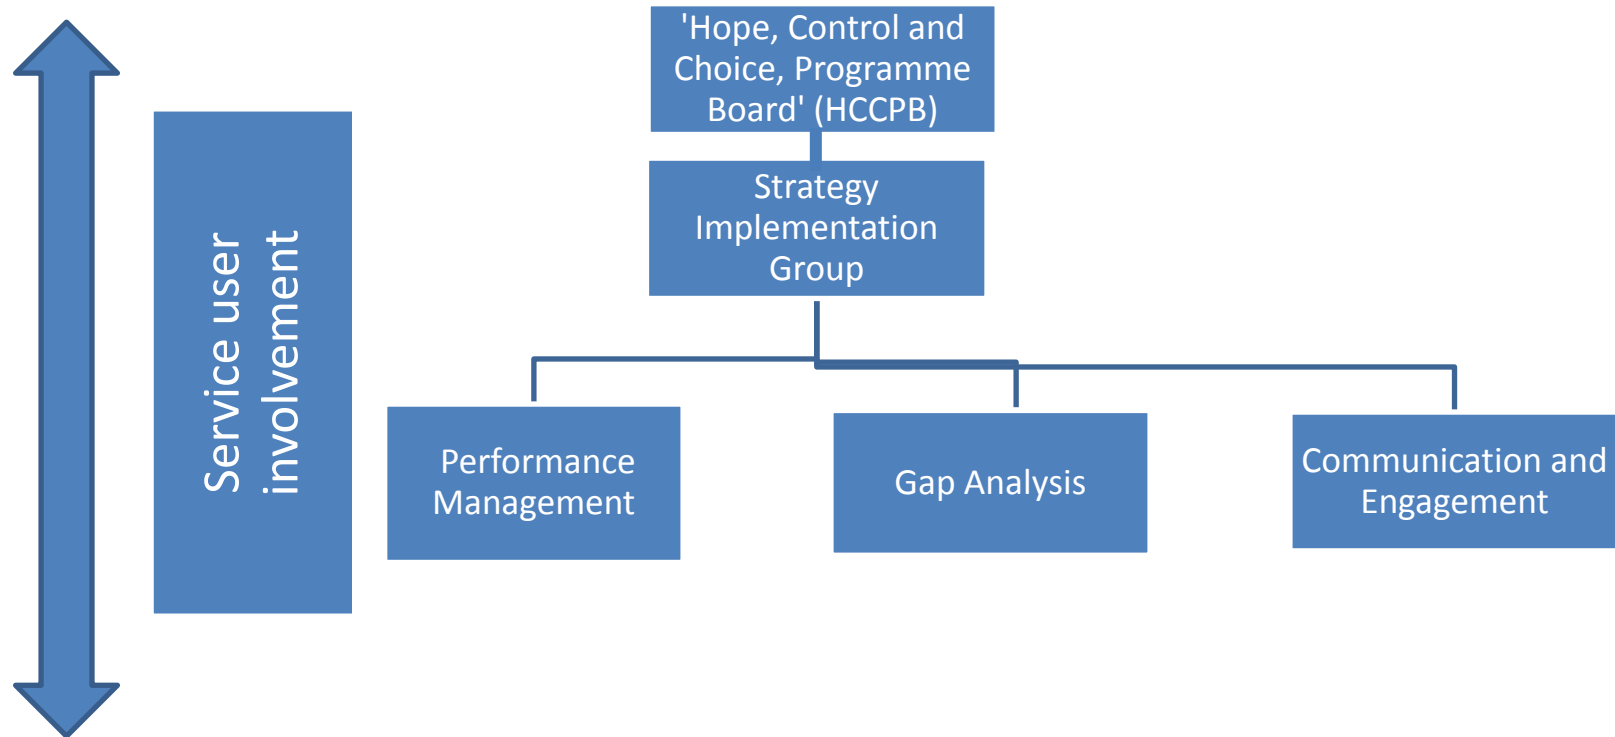 'Hope, Control and
Choice, Programme
Board' (HCCPB)
Strategy
Implementation
Group
Service user
involvement
Performance
Management
Gap Analysis
Communication and
Engagement